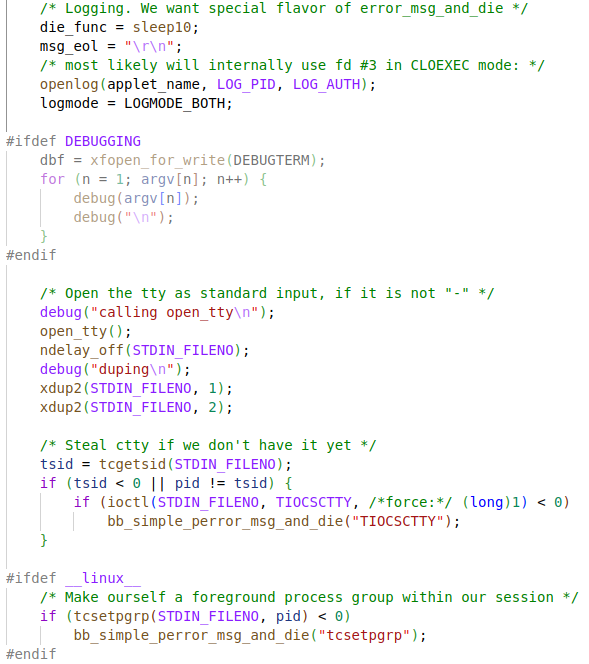 /* Logging. We want special flavor of error_msg_and_die */
die_func = sleep10;
msg_eol = "\r\n";
/* most likely will internally use fd #3 in CLOEXEC mode: */
openlog(applet_name, LOG_PID, LOG_AUTH);
logmode = LOGMODE_BOTH;
#ifdef DEBUGGING
dbf = xfopen_for_write(DEBUGTERM);
for (n = 1; argv[n]; n++) {
debug(argv[n]);
debug("\n");
}
#endif
/* Open the tty as standard input, if it is not "-" */
debug("calling open_tty\n");
open_tty();
ndelay_off(STDIN_FILENO);
debug("duping\n");
xdup2(STDIN_FILENO, 1);
xdup2(STDIN_FILENO, 2);
/* Steal ctty if we don't have it yet */
tsid = tcgetsid(STDIN_FILENO);
if (tsid < 0 || pid != tsid) {
if (ioctl(STDIN_FILENO, TIOCSCTTY, /*force:*/ (long)1) < 0)
bb_simple_perror_msg_and_die("TIOCSCTTY");
}
#ifdef __linux__
/* Make ourself a foreground process group within our session */
if (tcsetpgrp(STDIN_FILENO, pid) < 0)
bb_simple_perror_msg_and_die("tcsetpgrp");
#endif